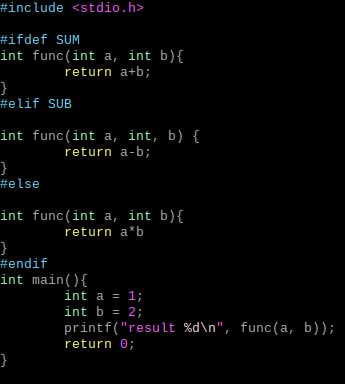 #include <stdio.h>

#ifdef SUM
int func(int a, int b){
        return a+b;
}
#elif SUB

int func(int a, int, b) {
        return a-b;
}
#else

int func(int a, int b){
        return a*b
}
#endif
int main(){
        int a = 1;
        int b = 2;
        printf("result %d\n", func(a, b));
        return 0;
}